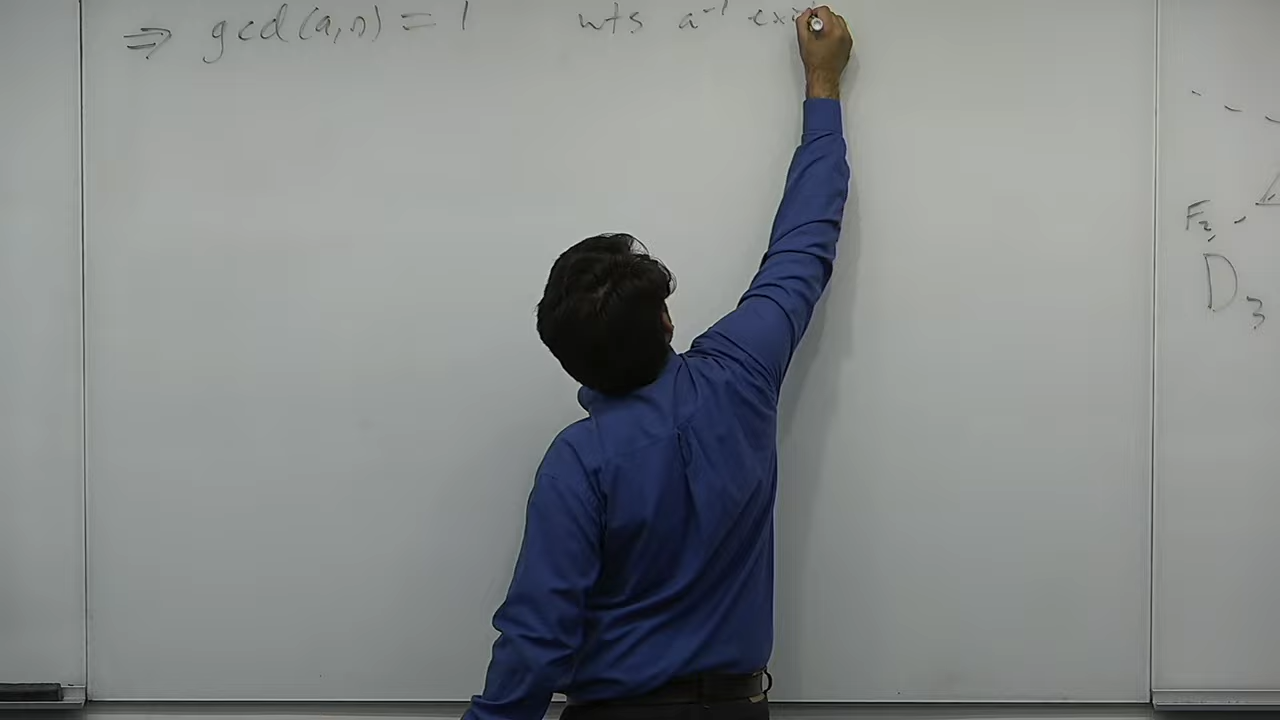 ⇒ gcd(a,n) = 1 wts a⁻¹ exi
F₂,
D₃